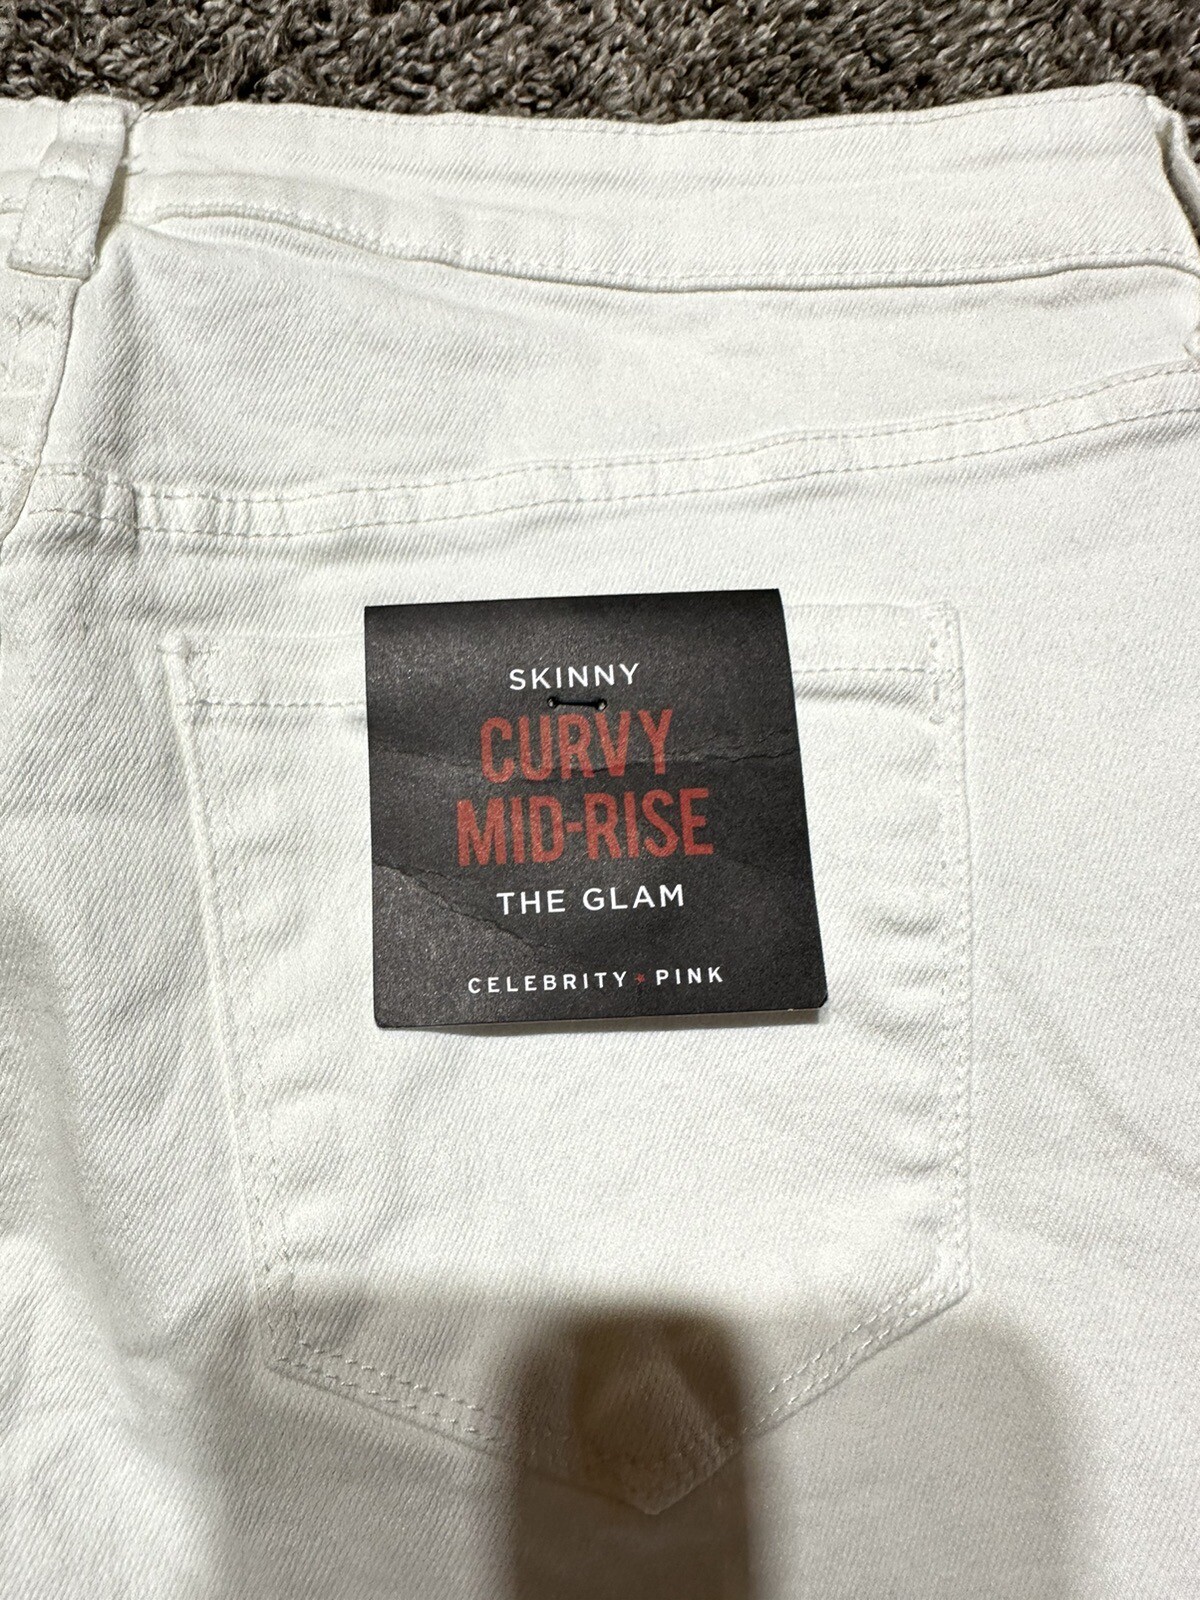 SKINNY
CURVY
MID-RISE
THE GLAM
CELEBRITY★PINK